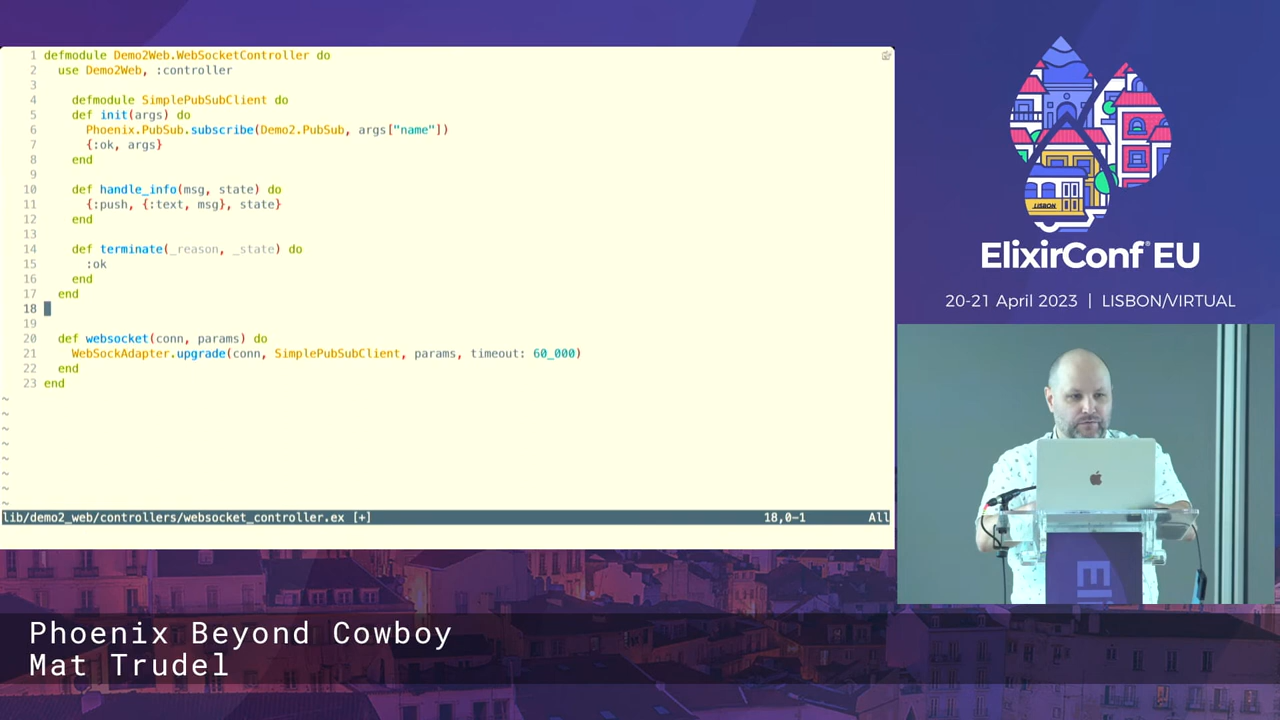 1 defmodule Demo2Web.WebSocketController do
2   use Demo2Web, :controller
3
4     defmodule SimplePubSubClient do
5     def init(args) do
6       Phoenix.PubSub.subscribe(Demo2.PubSub, args["name"])
7       {:ok, args}
8     end
9
10     def handle_info(msg, state) do
11       {:push, {:text, msg}, state}
12     end
13
14     def terminate(_reason, _state) do
15       :ok
16     end
17   end
18
19
20   def websocket(conn, params) do
21     WebSockAdapter.upgrade(conn, SimplePubSubClient, params, timeout: 60_000)
22   end
23 end
~
~
~
~
~
~
~
~
lib/demo2_web/controllers/websocket_controller.ex [+] 18,0-1 All
LISBON
ElixirConf® EU
20-21 April 2023 | LISBON/VIRTUAL
Phoenix Beyond Cowboy
Mat Trudel